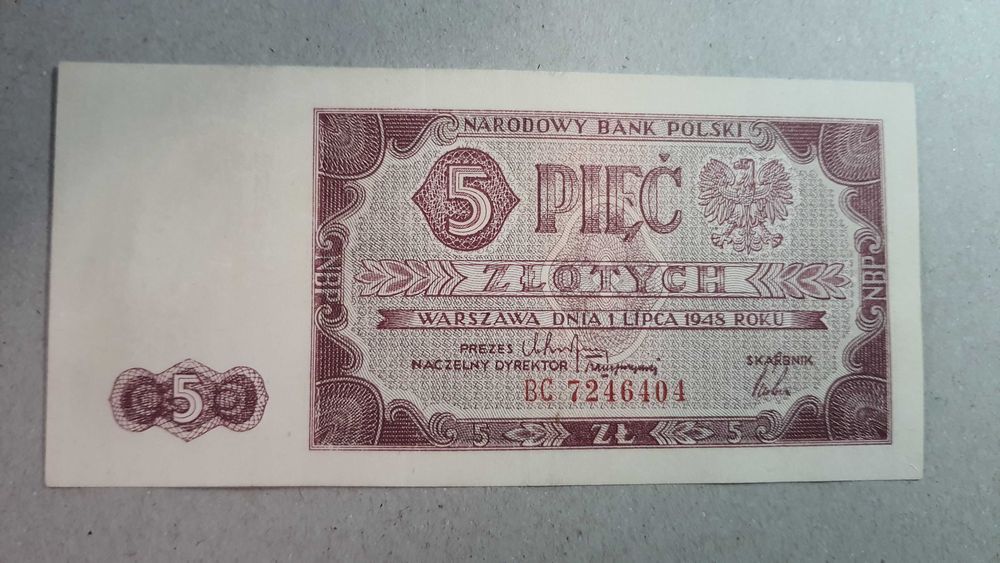 NARODOWY BANK POLSKI
5 PIĘĆ
ZŁOTYCH
WARSZAWA DNIA 1 LIPCA 1948 ROKU
PREZES
NACZELNY DYREKTOR
SKARBNIK
BC 7246404
5 ZŁ 5
NBP
NBP
5